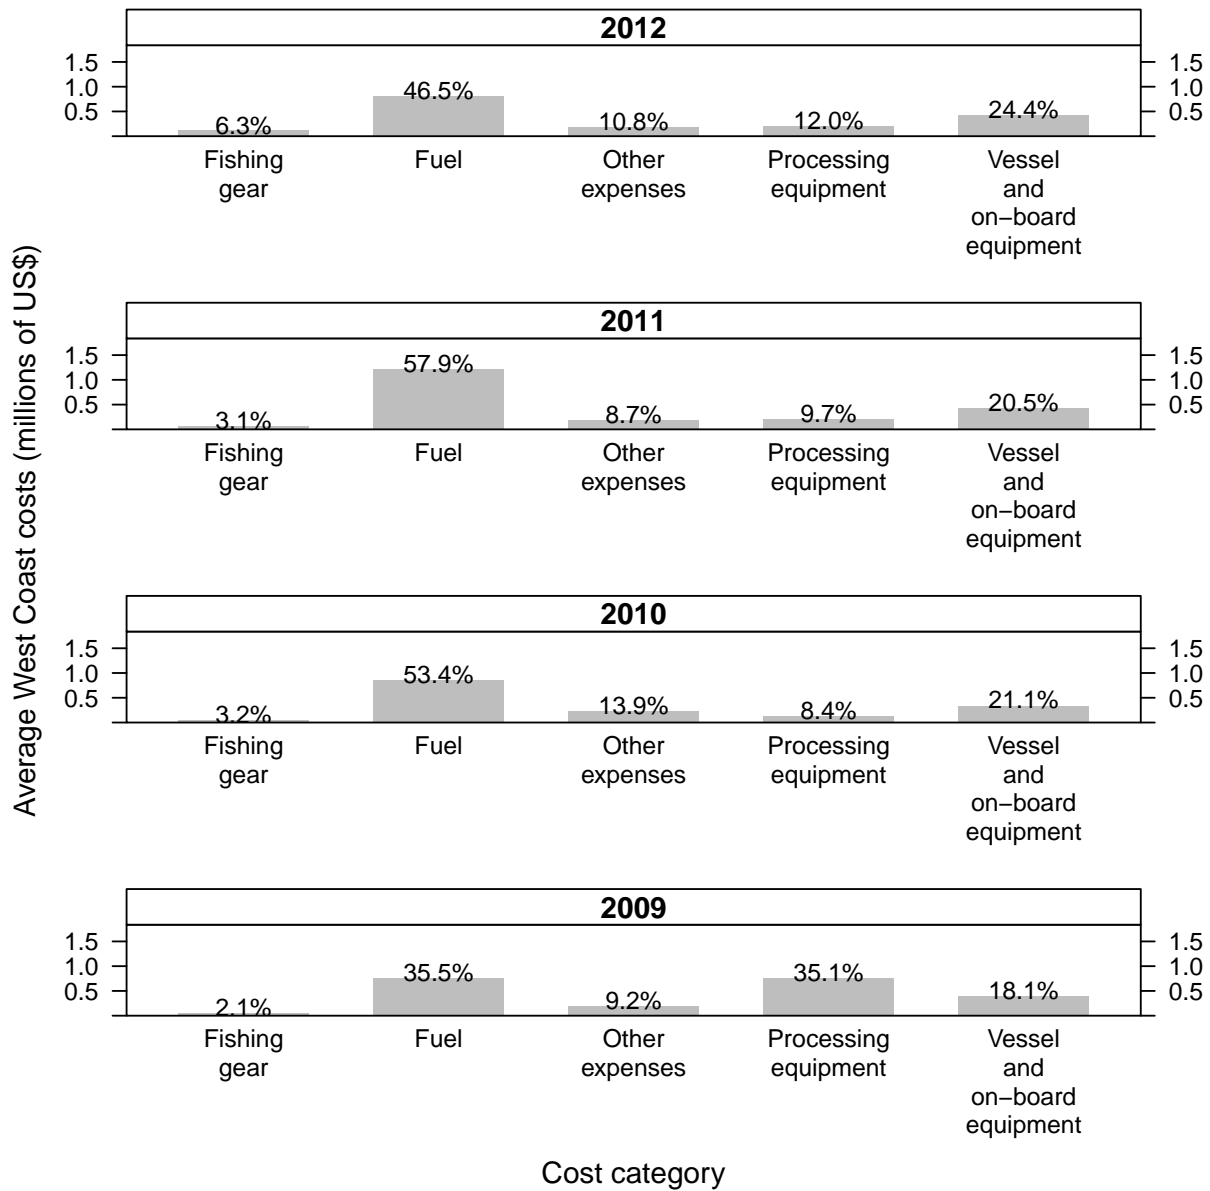 2012
1.5 1.5
1.0 1.0
0.5 0.5
6.3% 46.5% 10.8% 12.0% 24.4%
Fishing gear
Fuel
Other expenses
Processing equipment
Vessel and on−board equipment
2011
1.5 1.5
1.0 1.0
0.5 0.5
3.1% 57.9% 8.7% 9.7% 20.5%
Fishing gear
Fuel
Other expenses
Processing equipment
Vessel and on−board equipment
2010
1.5 1.5
1.0 1.0
0.5 0.5
3.2% 53.4% 13.9% 8.4% 21.1%
Fishing gear
Fuel
Other expenses
Processing equipment
Vessel and on−board equipment
2009
1.5 1.5
1.0 1.0
0.5 0.5
2.1% 35.5% 9.2% 35.1% 18.1%
Fishing gear
Fuel
Other expenses
Processing equipment
Vessel and on−board equipment
Cost category
Average West Coast costs (millions of US$)